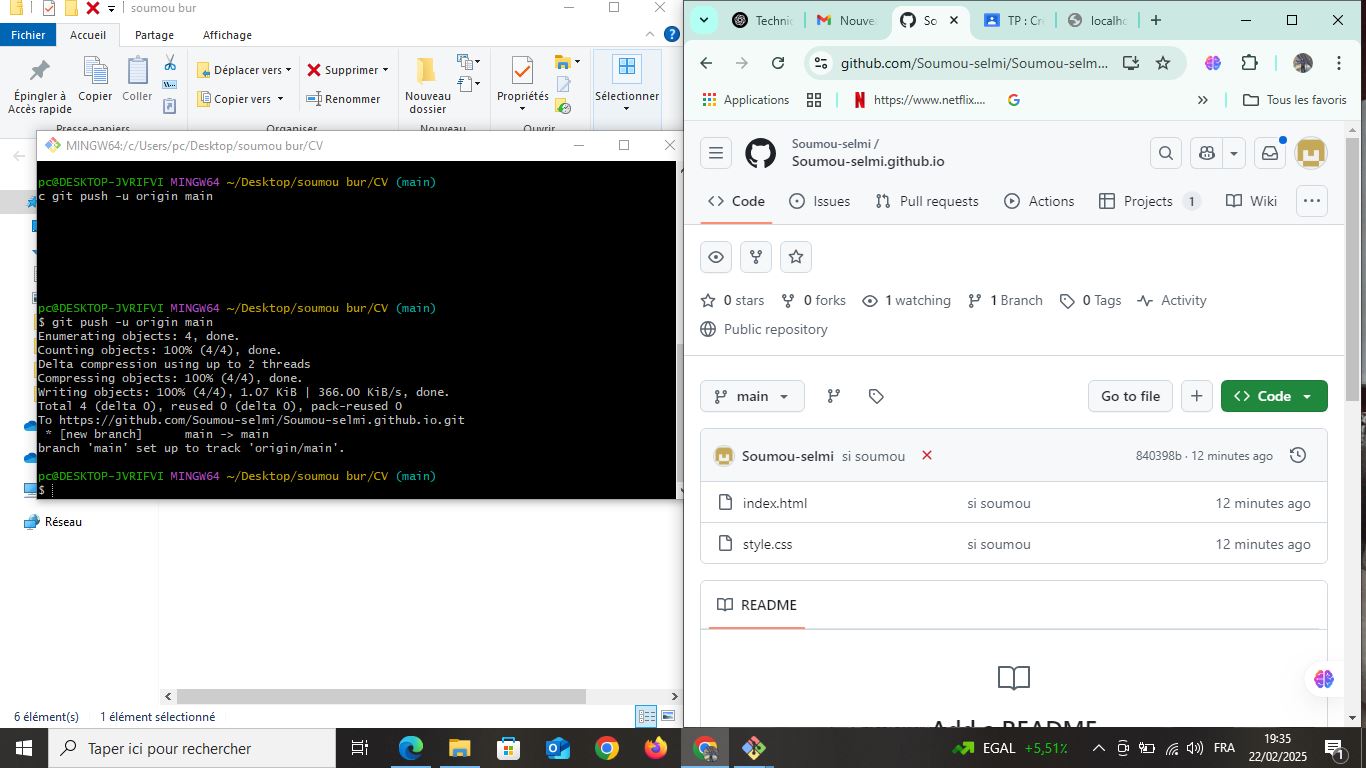 soumou bur
Fichier
Accueil
Partage
Affichage
Épingler à
Accès rapide
Copier
Coller
Déplacer vers
Copier vers
Supprimer
Renommer
Nouveau
dossier
Propriétés
Sélectionner
Presse-papiers
Organiser
Nouveau
Ouvrir
MINGW64:/c/Users/pc/Desktop/soumou bur/CV
pc@DESKTOP-JVRIFVI MINGW64 ~/Desktop/soumou bur/CV (main)
c git push -u origin main
pc@DESKTOP-JVRIFVI MINGW64 ~/Desktop/soumou bur/CV (main)
$ git push -u origin main
Enumerating objects: 4, done.
Counting objects: 100% (4/4), done.
Delta compression using up to 2 threads
Compressing objects: 100% (4/4), done.
Writing objects: 100% (4/4), 1.07 KiB | 366.00 KiB/s, done.
Total 4 (delta 0), reused 0 (delta 0), pack-reused 0
To https://github.com/Soumou-selmi/Soumou-selmi.github.io.git
* [new branch]      main -> main
branch 'main' set up to track 'origin/main'.
pc@DESKTOP-JVRIFVI MINGW64 ~/Desktop/soumou bur/CV (main)
$
Réseau
6 élément(s)
1 élément sélectionné
Technic
Nouve
So
TP : Cr
localho
github.com/Soumou-selmi/Soumou-selm...
Applications
https://www.netflix....
Tous les favoris
Soumou-selmi /
Soumou-selmi.github.io
Code
Issues
Pull requests
Actions
Projects 1
Wiki
0 stars
0 forks
1 watching
1 Branch
0 Tags
Activity
Public repository
main
Go to file
Code
Soumou-selmi si soumou
840398b · 12 minutes ago
index.html
si soumou
12 minutes ago
style.css
si soumou
12 minutes ago
README
Add a README
Taper ici pour rechercher
EGAL +5,51%
FRA
19:35
22/02/2025
1